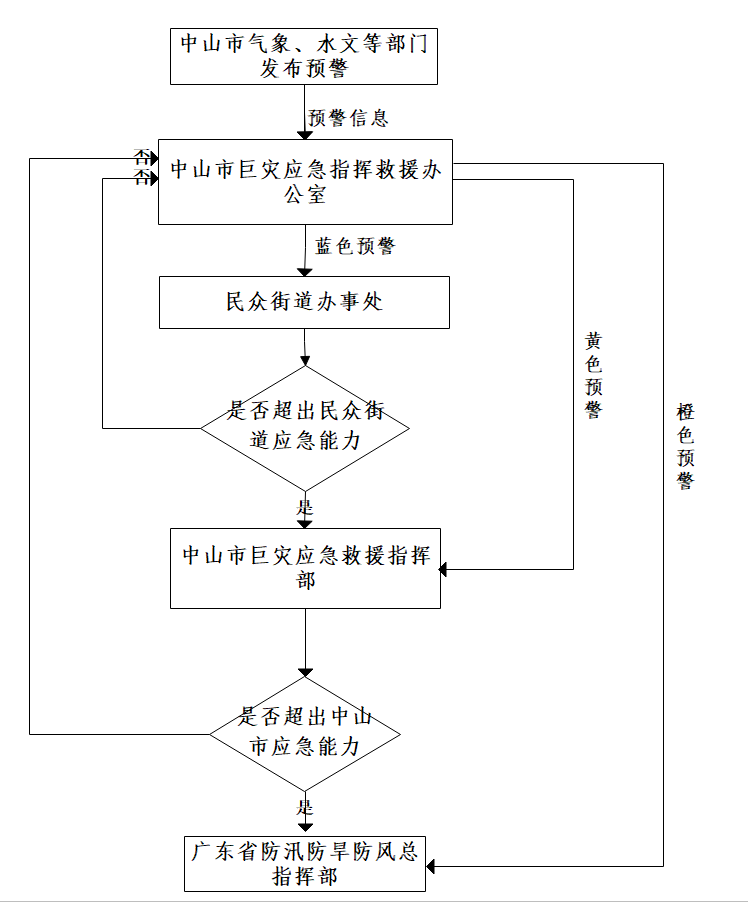 中山市气象、水文等部门
发布预警
预警信息
否
否
中山市巨灾应急指挥救援办
公室
蓝色预警
民众街道办事处
黄色预警
橙色预警
是否超出民众街
道应急能力
是
中山市巨灾应急救援指挥
部
是否超出中山
市应急能力
是
广东省防汛防旱防风总
指挥部